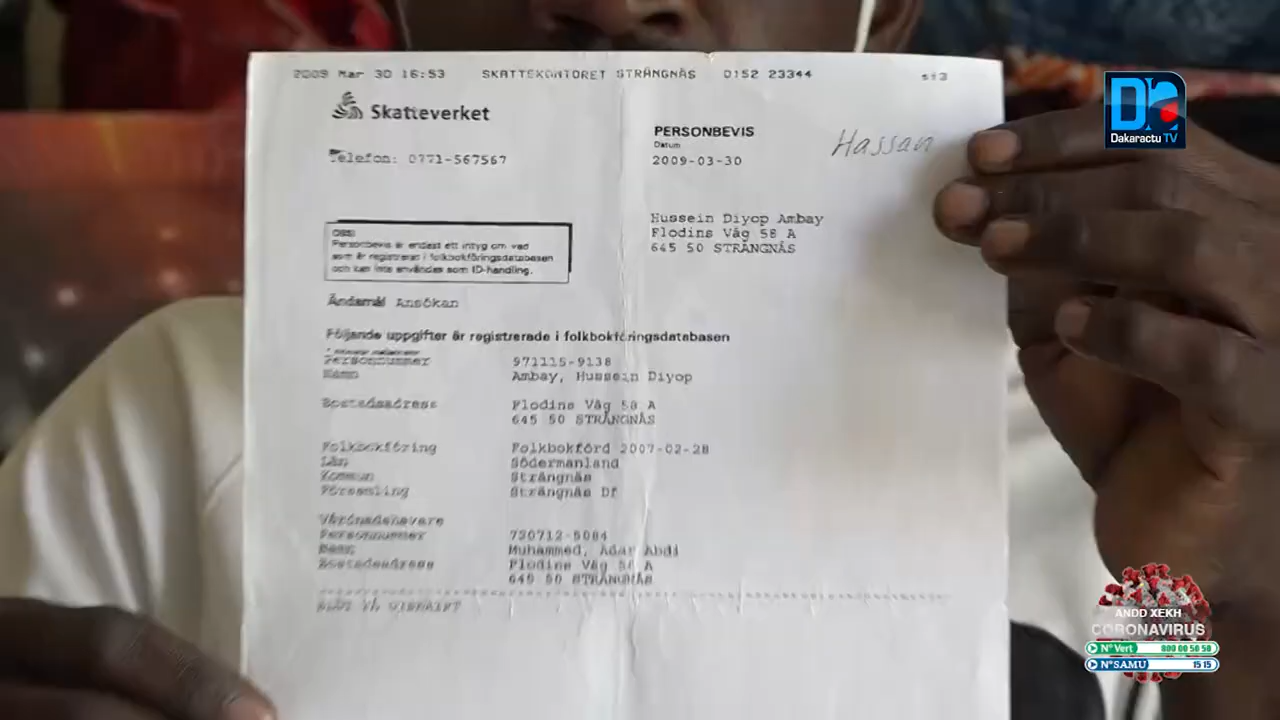 2009 Mar 30 16:53 SKATTEKONTORET STRÄNGNÄS 0152 23344 si3
Skatteverket
Telefon: 0771-567567
PERSONBEVIS
Datum
2009-03-30
Hassan
Hussein Diyop Ambay
Flodins Väg 58 A
645 50 STRÄNGNÄS
OBS!
Personbevis är endast ett intyg om vad
som är registrerat i folkbokföringsdatabasen
och kan inte användas som ID-handling.
Ändamål Ansökan
Följande uppgifter är registrerade i folkbokföringsdatabasen
Personnummer 971115-9138
Namn Ambay, Hussein Diyop
Bostadsadress Flodins Väg 58 A
645 50 STRÄNGNÄS
Folkbokföring Folkbokförd 2007-02-28
Län Södermanland
Kommun Strängnäs
Församling Strängnäs Df
Vårdnadshavare
Personnummer 720712-5084
Namn Muhammed, Adar Abdi
Bostadsadress Flodins Väg 58 A
645 50 STRÄNGNÄS
SLUT PÅ UTSKRIFT
Dakaractu TV
ANDD XEKH
CORONAVIRUS
N° Vert 800 00 50 50
N° SAMU 15 15